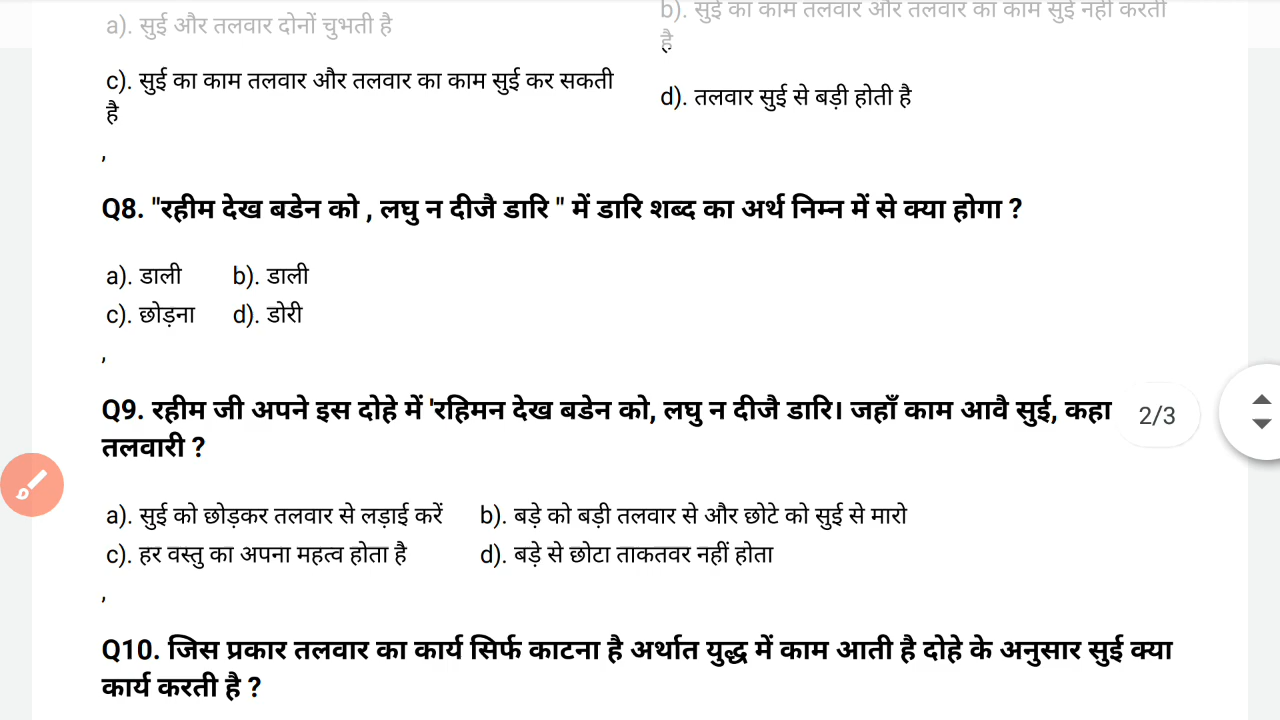 a). सुई और तलवार दोनों चुभती है
b). सुई का काम तलवार और तलवार का काम सुई नहीं करती
है
c). सुई का काम तलवार और तलवार का काम सुई कर सकती
है
d). तलवार सुई से बड़ी होती है
,
Q8. "रहीम देख बडेन को , लघु न दीजै डारि " में डारि शब्द का अर्थ निम्न में से क्या होगा ?
a). डाली b). डाली
c). छोड़ना d). डोरी
,
Q9. रहीम जी अपने इस दोहे में 'रहिमन देख बडेन को, लघु न दीजै डारि। जहाँ काम आवै सुई, कहा
तलवारी ?
2/3
a). सुई को छोड़कर तलवार से लड़ाई करें b). बड़े को बड़ी तलवार से और छोटे को सुई से मारो
c). हर वस्तु का अपना महत्व होता है d). बड़े से छोटा ताकतवर नहीं होता
,
Q10. जिस प्रकार तलवार का कार्य सिर्फ काटना है अर्थात युद्ध में काम आती है दोहे के अनुसार सुई क्या
कार्य करती है ?